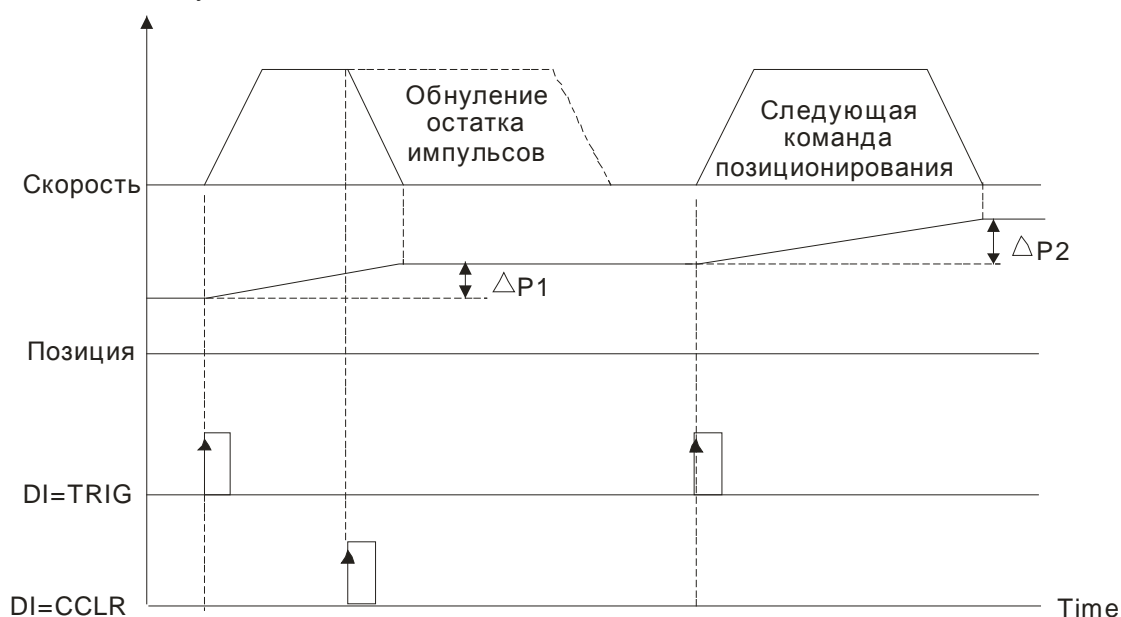 Обнуление
остатка
импульсов
Следующая
команда
позиционирования
Скорость
△P1
△P2
Позиция
DI=TRIG
DI=CCLR
Time